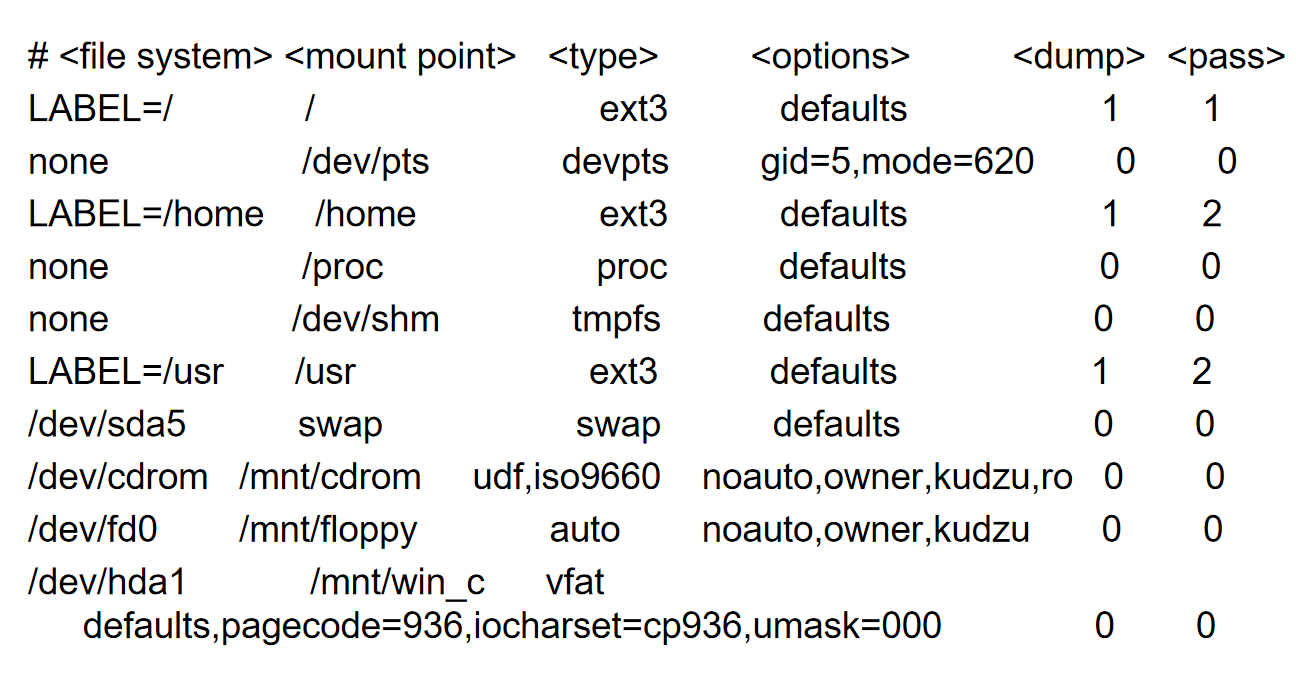 # <file system> <mount point> <type> <options> <dump> <pass>
LABEL=/ / ext3 defaults 1 1
none /dev/pts devpts gid=5,mode=620 0 0
LABEL=/home /home ext3 defaults 1 2
none /proc proc defaults 0 0
none /dev/shm tmpfs defaults 0 0
LABEL=/usr /usr ext3 defaults 1 2
/dev/sda5 swap swap defaults 0 0
/dev/cdrom /mnt/cdrom udf,iso9660 noauto,owner,kudzu,ro 0 0
/dev/fd0 /mnt/floppy auto noauto,owner,kudzu 0 0
/dev/hda1 /mnt/win_c vfat
defaults,pagecode=936,iocharset=cp936,umask=000 0 0